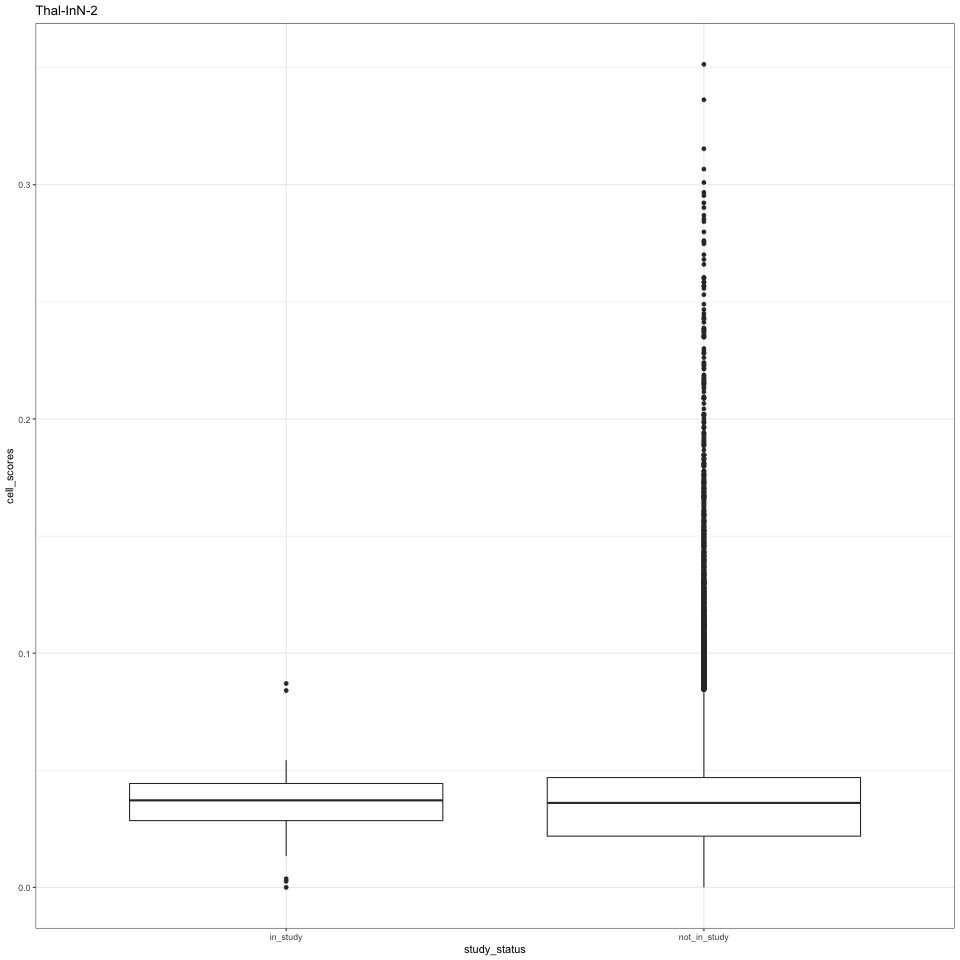 Thal-InN-2
cell_scores
0.3
0.2
0.1
0.0
in_study
not_in_study
study_status